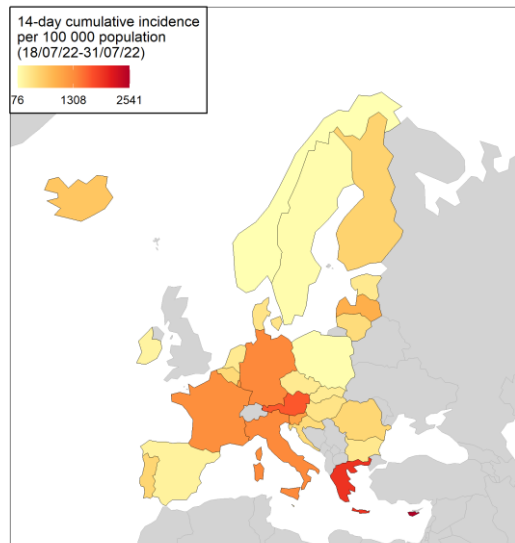 14-day cumulative incidence
per 100 000 population
(18/07/22-31/07/22)
76 1308 2541